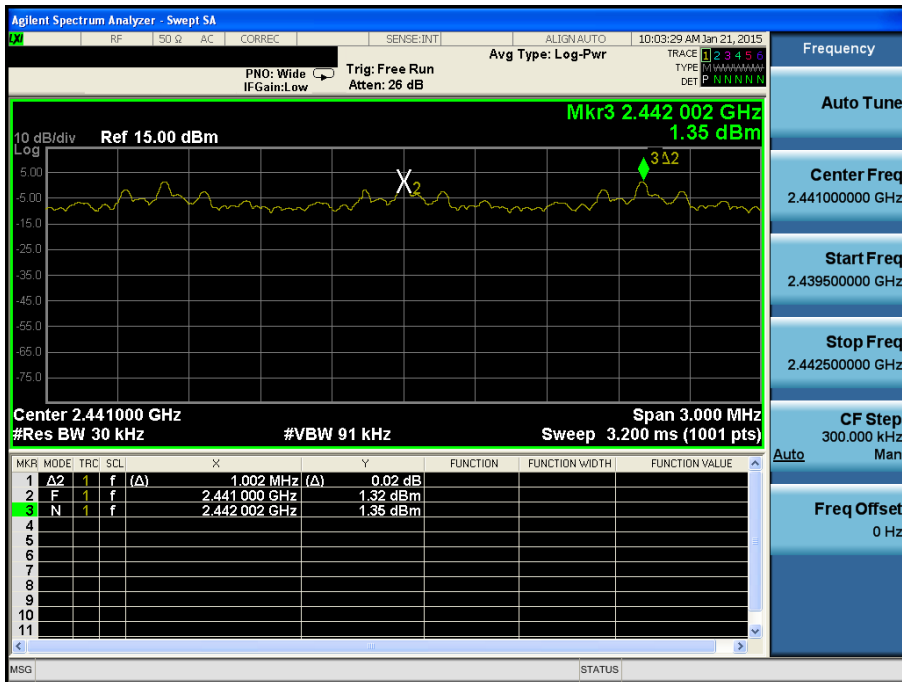 Agilent Spectrum Analyzer - Swept SA
LXI RF 50 Ω AC CORREC SENSE:INT ALIGN AUTO 10:03:29 AM Jan 21, 2015
Frequency
Avg Type: Log-Pwr
TRACE 1 2 3 4 5 6
PNO: Wide Trig: Free Run TYPE M WWWWW
IFGain:Low Atten: 26 dB DET P N N N N N
Auto Tune
Mkr3 2.442 002 GHz
10 dB/div Ref 15.00 dBm 1.35 dBm
Log
3Δ2
5.00
2
-5.00
-15.0
-25.0
-35.0
-45.0
-55.0
-65.0
-75.0
Center 2.441000 GHz Span 3.000 MHz
#Res BW 30 kHz #VBW 91 kHz Sweep 3.200 ms (1001 pts)
Center Freq
2.441000000 GHz
Start Freq
2.439500000 GHz
Stop Freq
2.442500000 GHz
CF Step
300.000 kHz
Auto Man
Freq Offset
0 Hz
MKR MODE TRC SCL X Y FUNCTION FUNCTION WIDTH FUNCTION VALUE
1 Δ2 1 f (Δ) 1.002 MHz (Δ) 0.02 dB
2 F 1 f 2.441 000 GHz 1.32 dBm
3 N 1 f 2.442 002 GHz 1.35 dBm
4
5
6
7
8
9
10
11
MSG STATUS